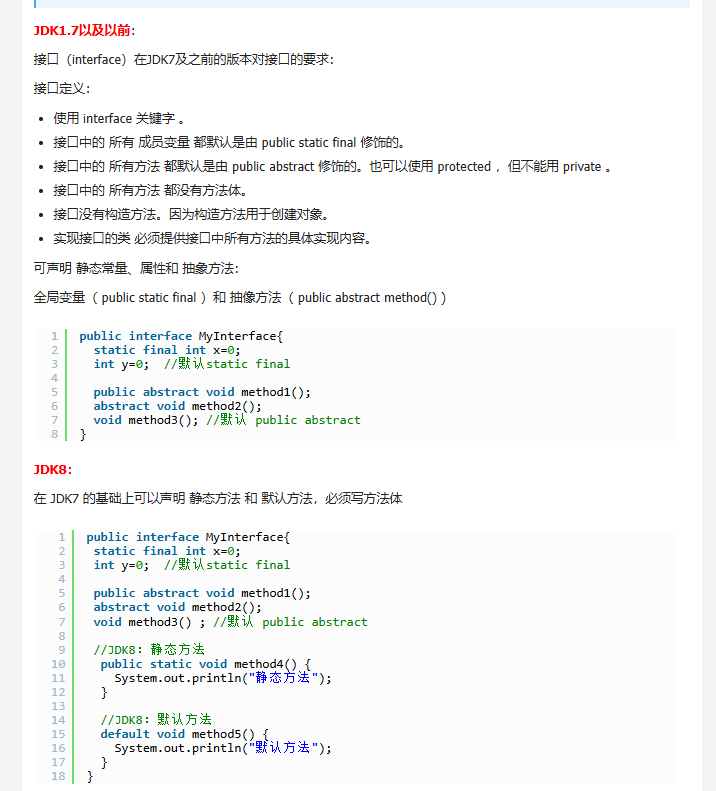 JDK1.7以及以前：
接口（interface）在JDK7及之前的版本对接口的要求：
接口定义：
• 使用 interface 关键字 。
• 接口中的 所有 成员变量 都默认是由 public static final 修饰的。
• 接口中的 所有方法 都默认是由 public abstract 修饰的。也可以使用 protected ，但不能用 private 。
• 接口中的 所有方法 都没有方法体。
• 接口没有构造方法。因为构造方法用于创建对象。
• 实现接口的类 必须提供接口中所有方法的具体实现内容。
可声明 静态常量、属性和 抽象方法：
全局变量（ public static final ）和 抽像方法（ public abstract method() ）
1 public interface MyInterface{
2 static final int x=0;
3 int y=0; //默认static final
4
5 public abstract void method1();
6 abstract void method2();
7 void method3(); //默认 public abstract
8 }
JDK8：
在 JDK7 的基础上可以声明 静态方法 和 默认方法，必须写方法体
1 public interface MyInterface{
2 static final int x=0;
3 int y=0; //默认static final
4
5 public abstract void method1();
6 abstract void method2();
7 void method3() ; //默认 public abstract
8
9 //JDK8：静态方法
10 public static void method4() {
11 System.out.println("静态方法");
12 }
13
14 //JDK8：默认方法
15 default void method5() {
16 System.out.println("默认方法");
17 }
18 }